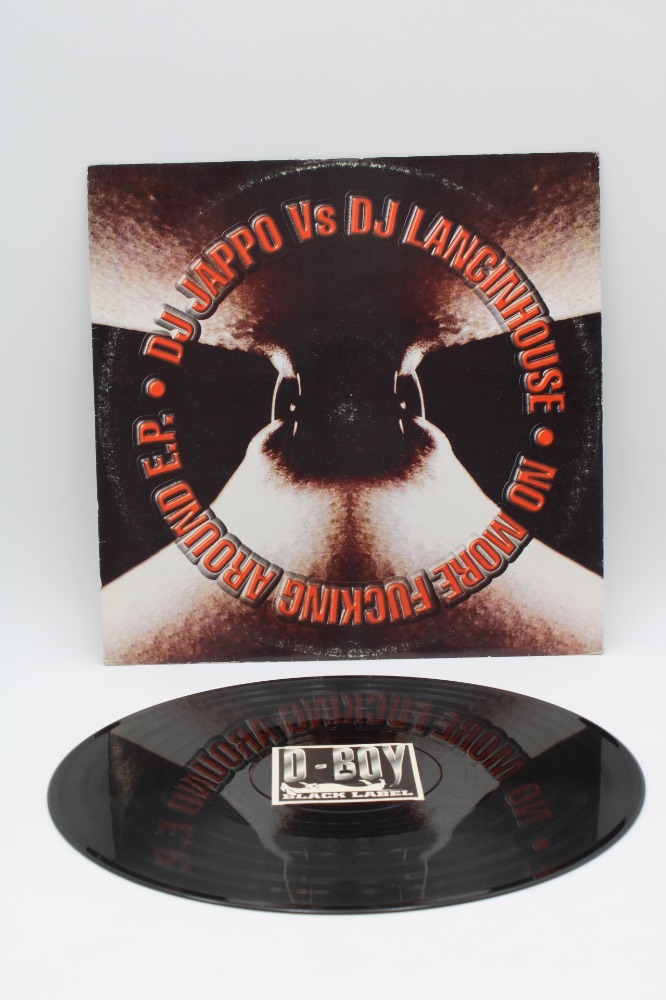 DJ JAPPO Vs DJ LANCINHOUSE • NO MORE FUCKING AROUND E.P. •
D-BOY
BLACK LABEL